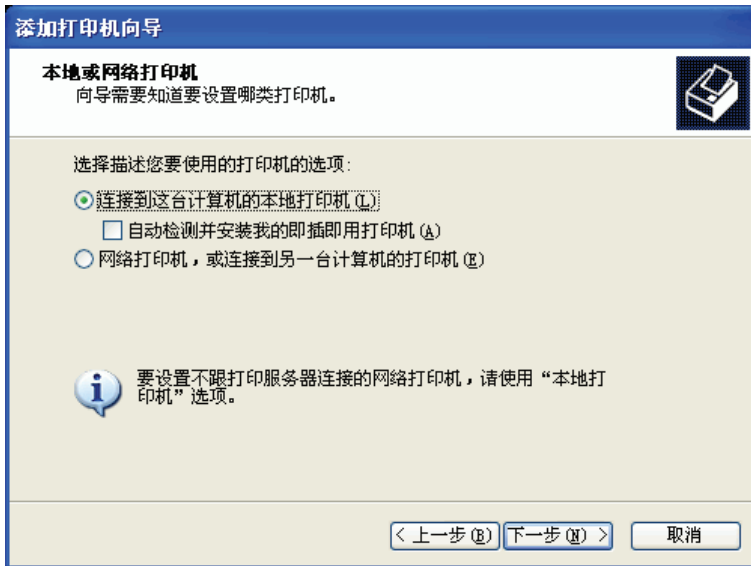 添加打印机向导
本地或网络打印机
向导需要知道要设置哪类打印机。
选择描述您要使用的打印机的选项:
连接到这台计算机的本地打印机(L)
自动检测并安装我的即插即用打印机(A)
网络打印机,或连接到另一台计算机的打印机(E)
要设置不跟打印服务器连接的网络打印机,请使用“本地打
印机”选项。
< 上一步(B) 下一步(N) > 取消